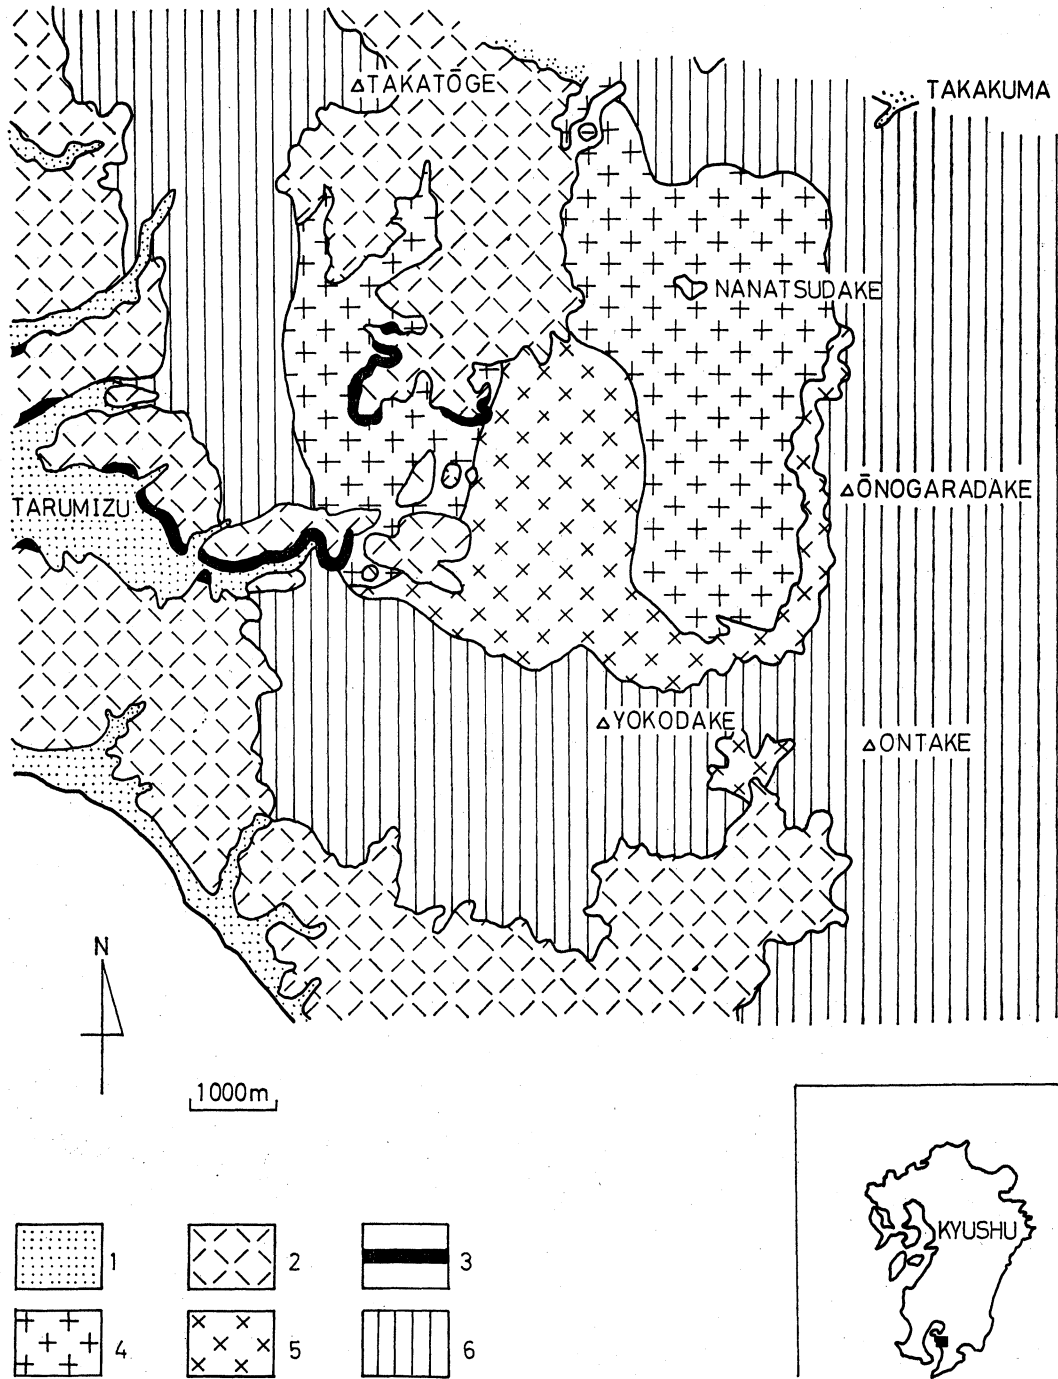 TAKATŌGE
TAKAKUMA
NANATSUDAKE
ŌNOGARADAKE
TARUMIZU
YOKODAKE
ONTAKE
N
1000m
KYUSHU
1 2 3
4 5 6